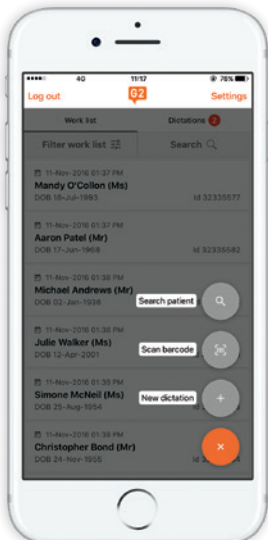 4G 11:17 76%
Log out G2 Settings
Work list Dictations 2
Filter work list Search
11-Nov-2016 01:37 PM
Mandy O'Collon (Ms)
DOB 18-Jul-1993 Id 32335577
11-Nov-2016 01:37 PM
Aaron Patel (Mr)
DOB 17-Jun-1968 Id 32335582
11-Nov-2016 01:38 PM
Michael Andrews (Mr)
DOB 02-Jan-1936
Search patient
11-Nov-2016 01:38 PM
Julie Walker (Ms)
Scan barcode
DOB 12-Apr-2001
11-Nov-2016 01:38 PM
Simone McNeil (Ms)
New dictation
DOB 25-Aug-1954
11-Nov-2016 01:39 PM
Christopher Bond (Mr)
DOB 24-Nov-1955 Id